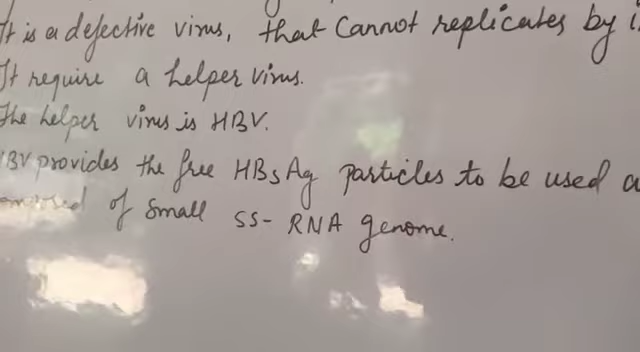 It is a defective virus, that cannot replicates by
It require a helper virus.
The helper virus is HBV.
HBV provides the free HBsAg particles to be used
of small ss-RNA genome.